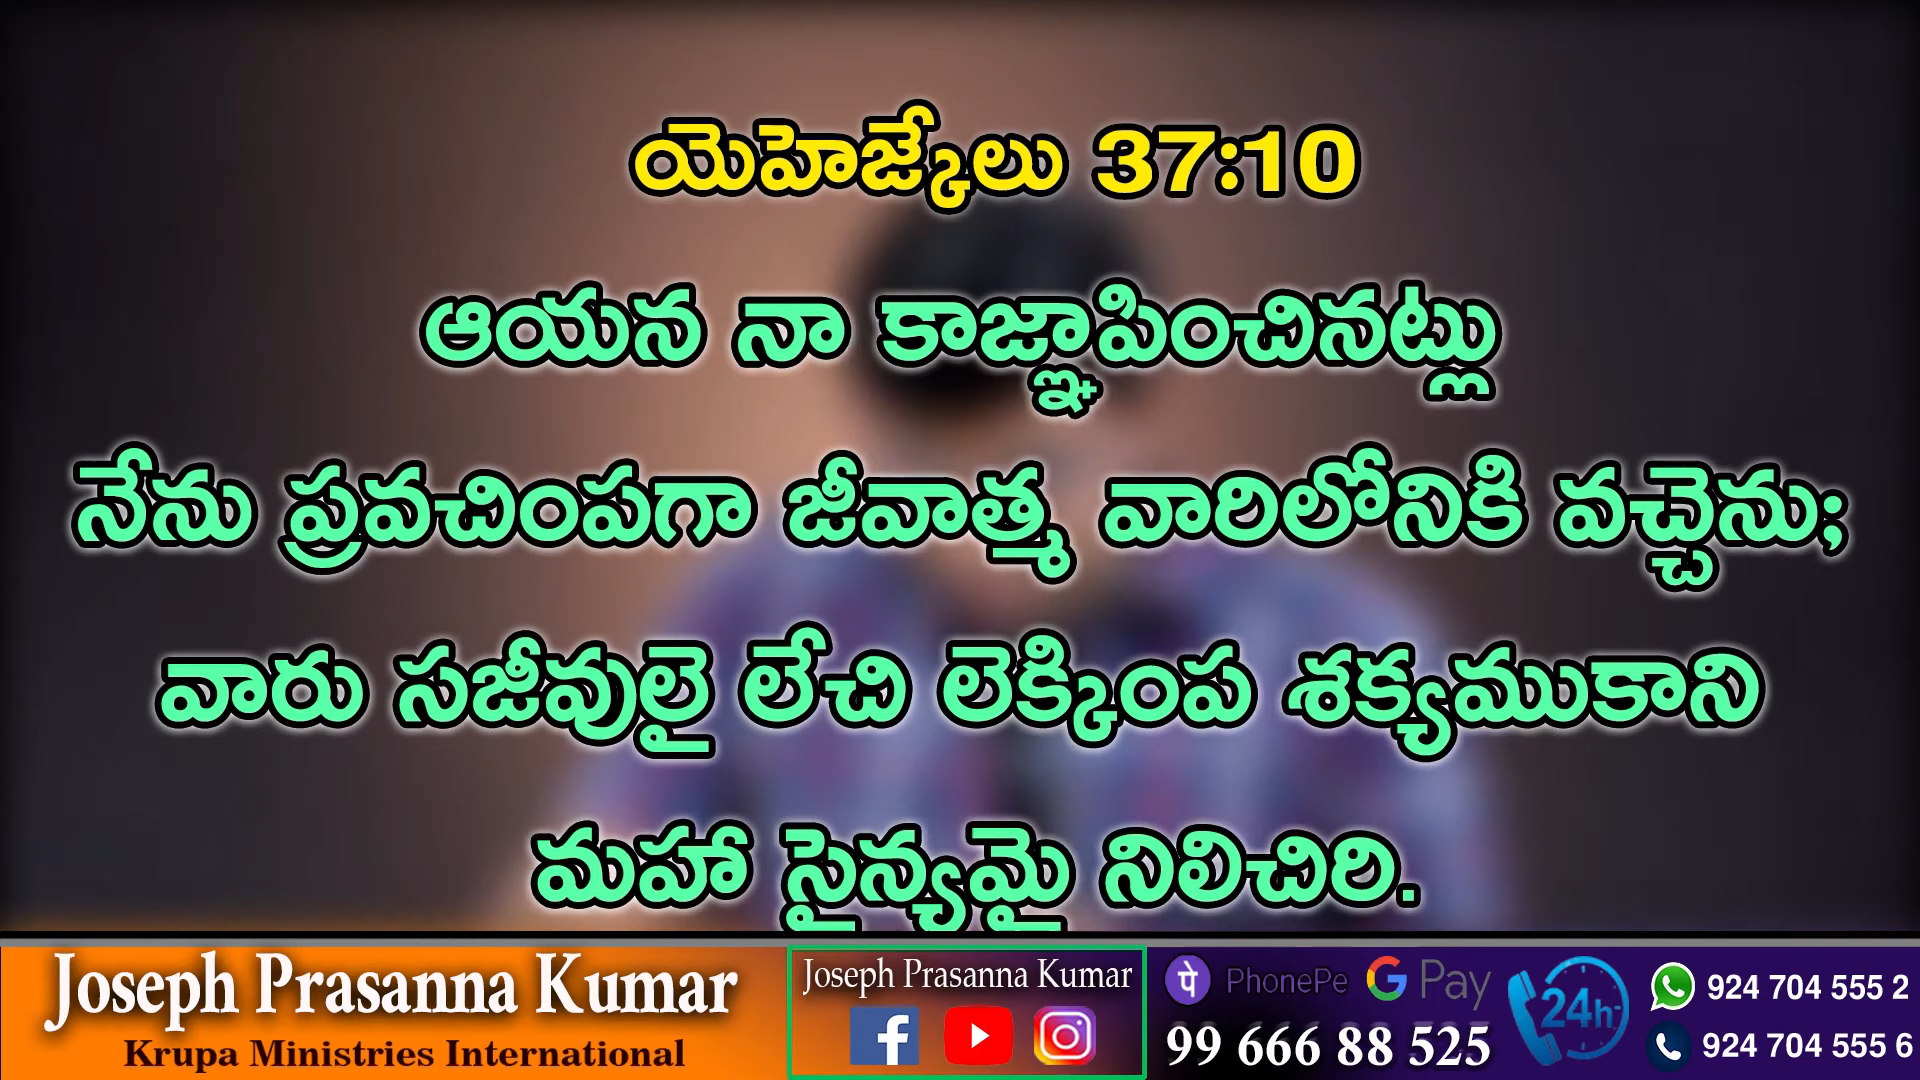 యెహెజ్కేలు 37:10
ఆయన నా కాజ్ఞాపించినట్లు
నేను ప్రవచింపగా జీవాత్మ వారిలోనికి వచ్చెను;
వారు సజీవులై లేచి లెక్కింప శక్యముకాని
మహా సైన్యమై నిలిచిరి.
Joseph Prasanna Kumar
Krupa Ministries International
Joseph Prasanna Kumar
पे PhonePe G Pay
99 666 88 525
24h
924 704 555 2
924 704 555 6